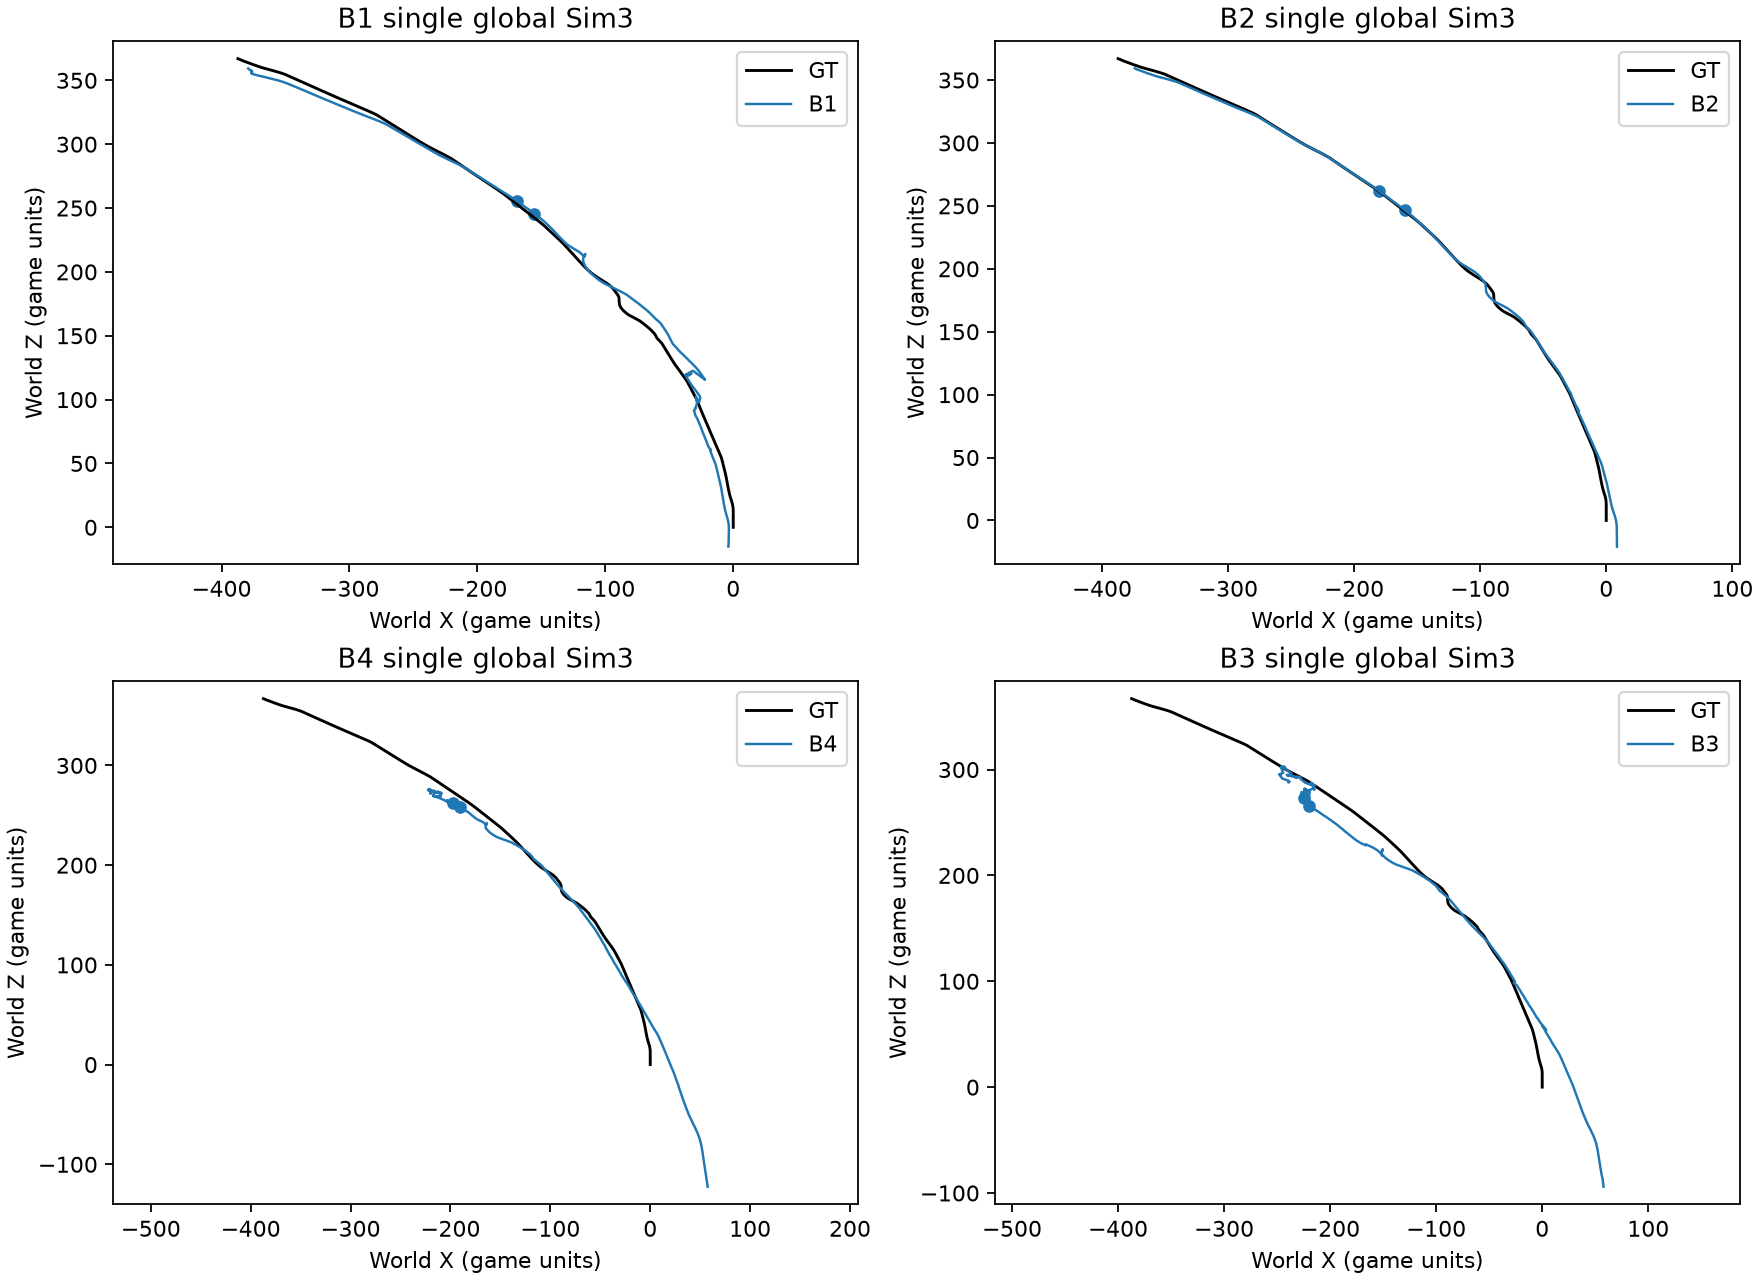 B1 single global Sim3
GT
B1
350
300
250
200
150
100
50
0
−400
−300
−200
−100
0
World X (game units)
World Z (game units)
B2 single global Sim3
GT
B2
350
300
250
200
150
100
50
0
−400
−300
−200
−100
0
100
World X (game units)
World Z (game units)
B4 single global Sim3
GT
B4
300
200
100
0
−100
−500
−400
−300
−200
−100
0
100
200
World X (game units)
World Z (game units)
B3 single global Sim3
GT
B3
300
200
100
0
−100
−500
−400
−300
−200
−100
0
100
World X (game units)
World Z (game units)